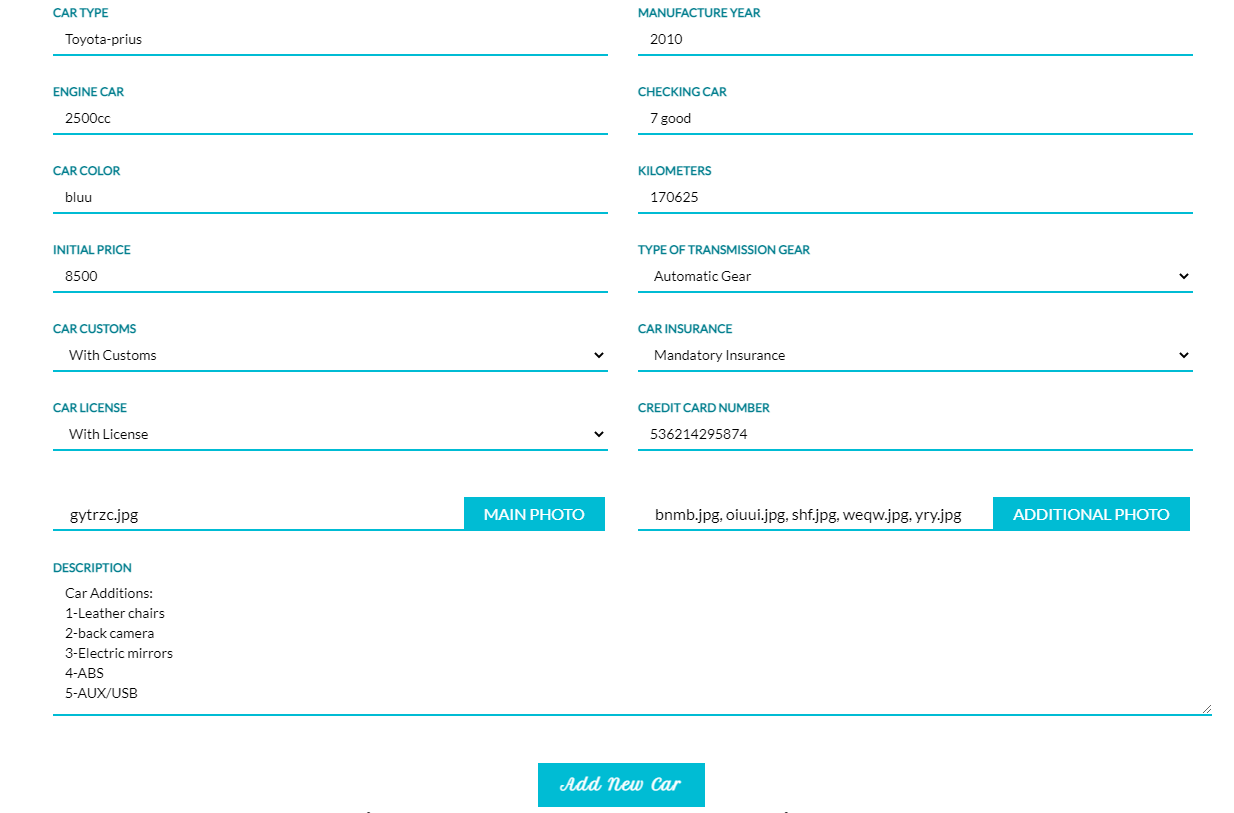 CAR TYPE
Toyota-prius
MANUFACTURE YEAR
2010
ENGINE CAR
2500cc
CHECKING CAR
7 good
CAR COLOR
bluu
KILOMETERS
170625
INITIAL PRICE
8500
TYPE OF TRANSMISSION GEAR
Automatic Gear
CAR CUSTOMS
With Customs
CAR INSURANCE
Mandatory Insurance
CAR LICENSE
With License
CREDIT CARD NUMBER
536214295874
gytrzc.jpg
MAIN PHOTO
bnmb.jpg, oiuui.jpg, shf.jpg, weqw.jpg, yry.jpg
ADDITIONAL PHOTO
DESCRIPTION
Car Additions:
1-Leather chairs
2-back camera
3-Electric mirrors
4-ABS
5-AUX/USB
Add New Car